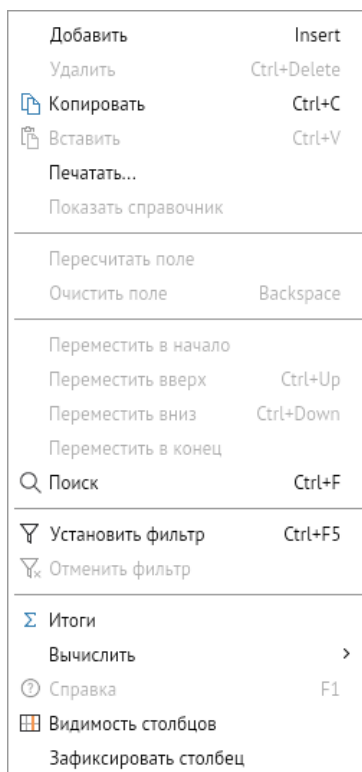 Добавить Insert
Удалить Ctrl+Delete
Копировать Ctrl+C
Вставить Ctrl+V
Печатать...
Показать справочник
Пересчитать поле
Очистить поле Backspace
Переместить в начало
Переместить вверх Ctrl+Up
Переместить вниз Ctrl+Down
Переместить в конец
Поиск Ctrl+F
Установить фильтр Ctrl+F5
Отменить фильтр
Итоги
Вычислить
Справка F1
Видимость столбцов
Зафиксировать столбец